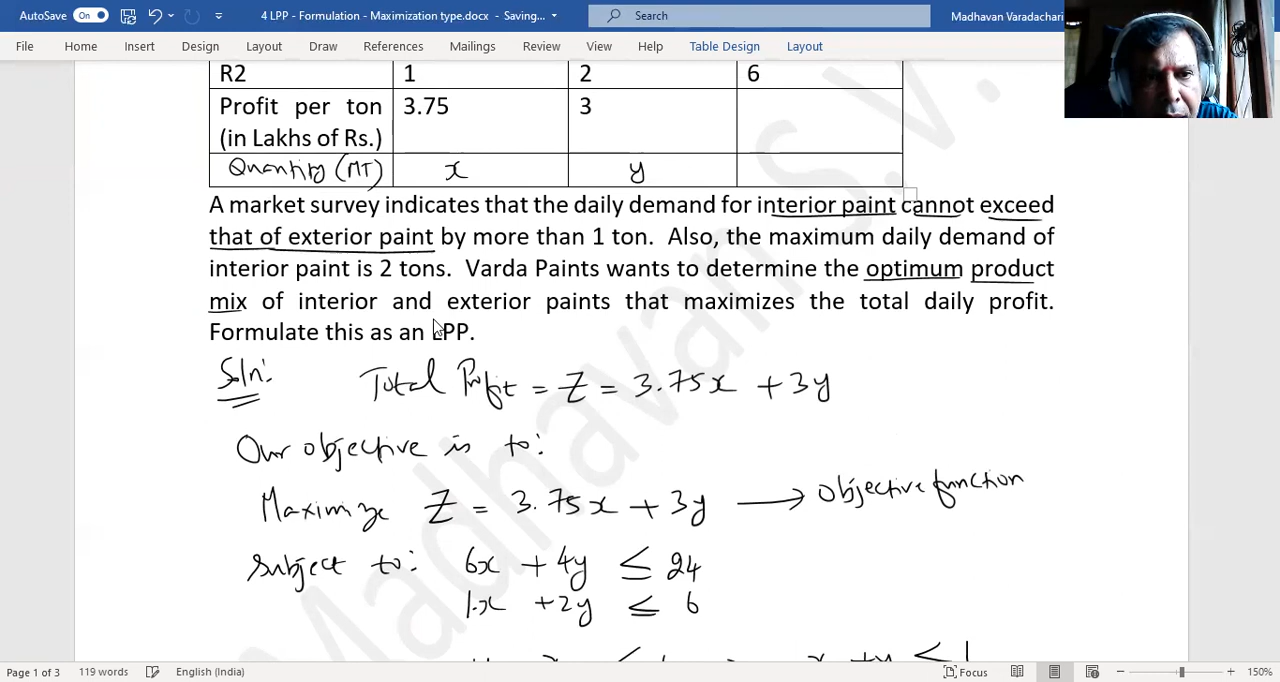 AutoSave On 4 LPP - Formulation - Maximization type.docx - Saving... Search Madhavan Varadachari
File Home Insert Design Layout Draw References Mailings Review View Help Table Design Layout
R2 1 2 6
Profit per ton (in Lakhs of Rs.) 3.75 3
Quantity (MT) x y
A market survey indicates that the daily demand for interior paint cannot exceed
that of exterior paint by more than 1 ton. Also, the maximum daily demand of
interior paint is 2 tons. Varda Paints wants to determine the optimum product
mix of interior and exterior paints that maximizes the total daily profit.
Formulate this as an LPP.
Soln: Total Profit = Z = 3.75x + 3y
Our objective is to:
Maximize Z = 3.75x + 3y → Objective function
Subject to: 6x + 4y ≤ 24
1.x + 2y ≤ 6
Madhavan S.V.
Page 1 of 3 119 words English (India) Focus 150%